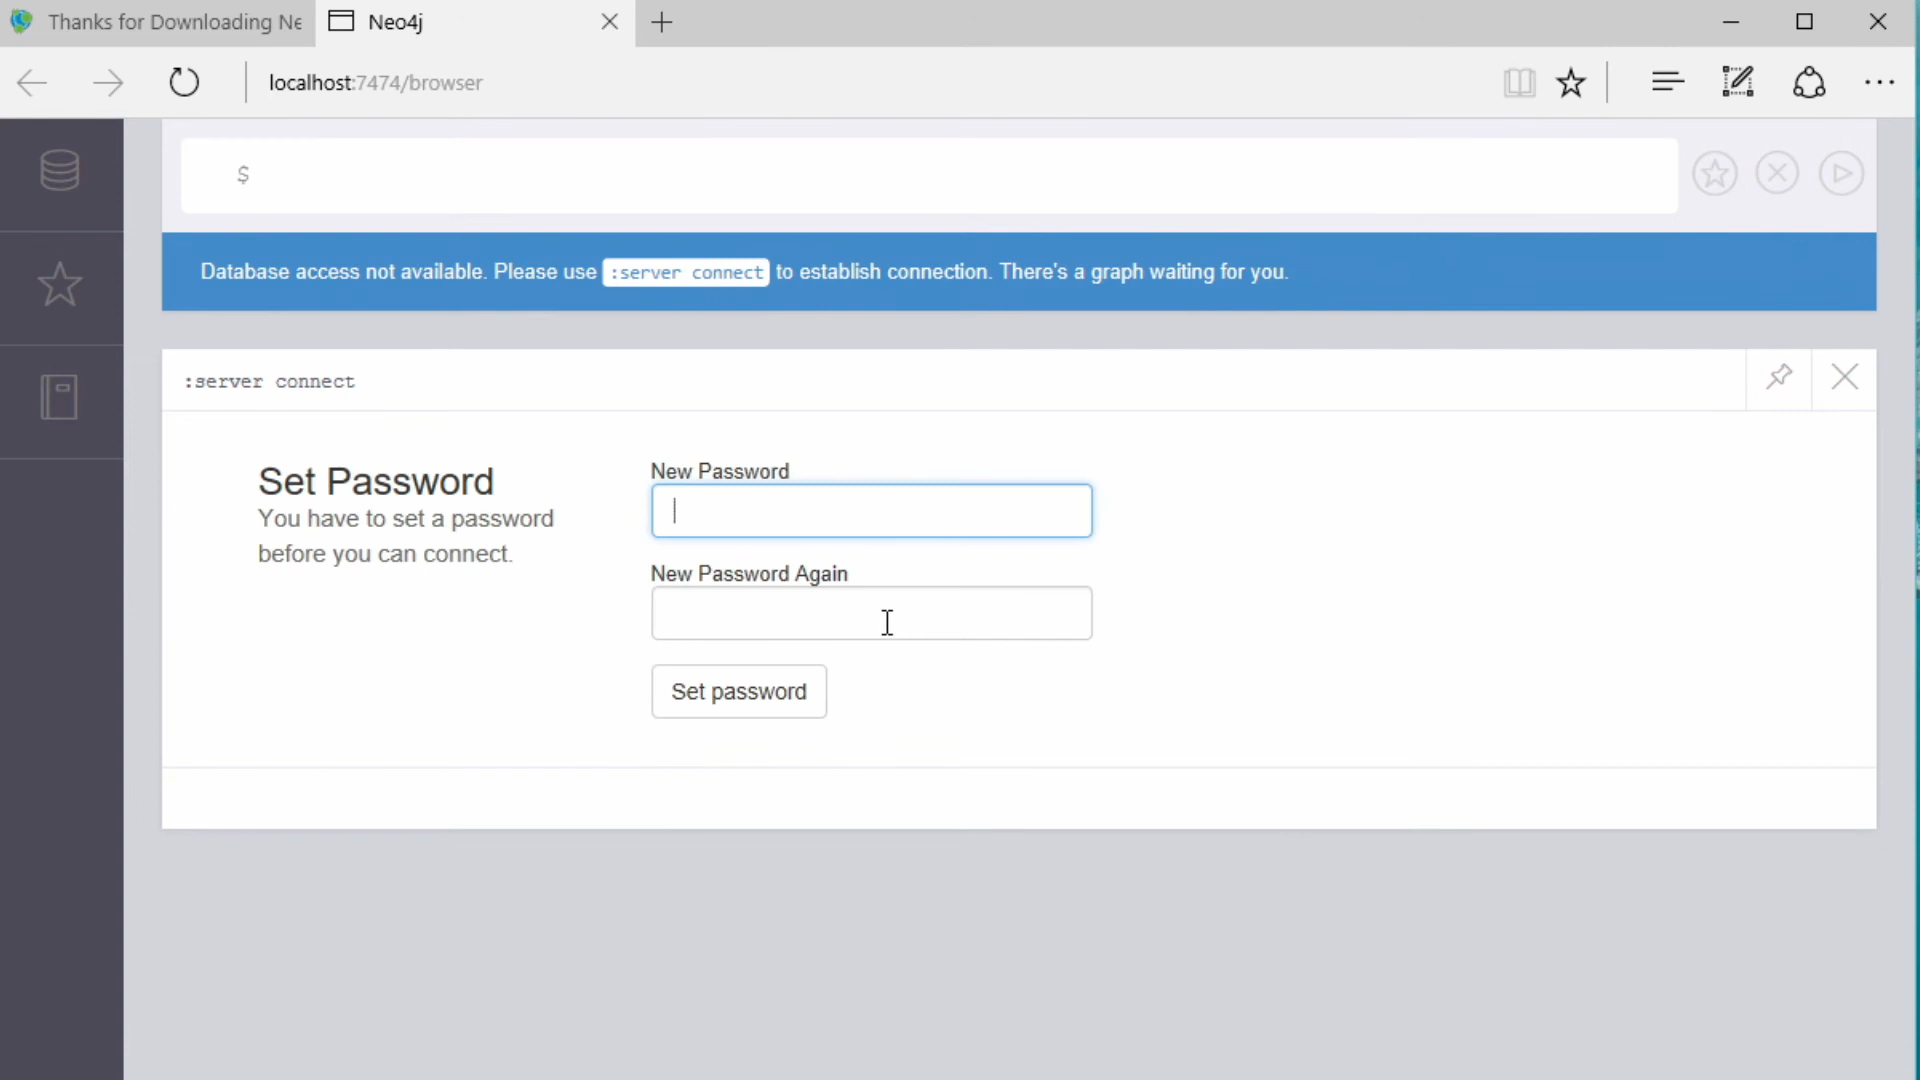 Thanks for Downloading Ne
Neo4j
localhost:7474/browser
$
Database access not available. Please use :server connect to establish connection. There's a graph waiting for you.
:server connect
Set Password
You have to set a password
before you can connect.
New Password
New Password Again
Set password